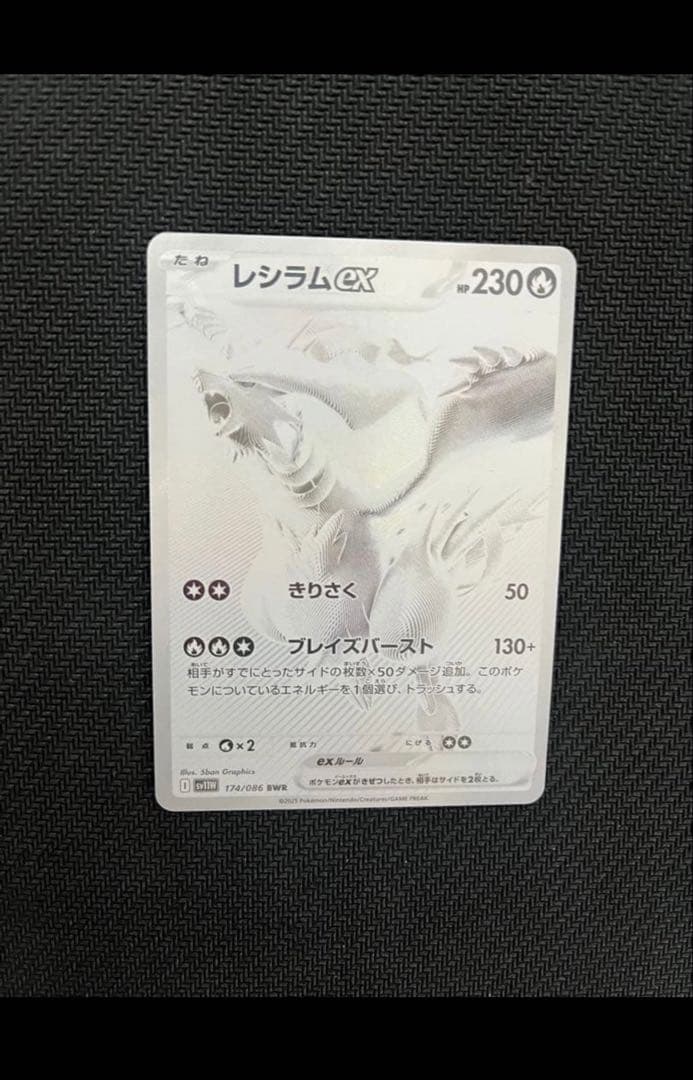 たね
レシラムex
HP230
きりさく 50
ブレイズバースト 130+
相手がすでにとったサイドの枚数×50ダメージ追加。このポケ
モンについているエネルギーを1個選び、トラッシュする。
弱点 ×2 抵抗力 にげる
exルール
ポケモンexがきぜつしたとき、相手はサイドを2枚とる。
Illus. 5ban Graphics
I sv11W 174/086 BWR
©2025 Pokémon/Nintendo/Creatures/GAME FREAK.